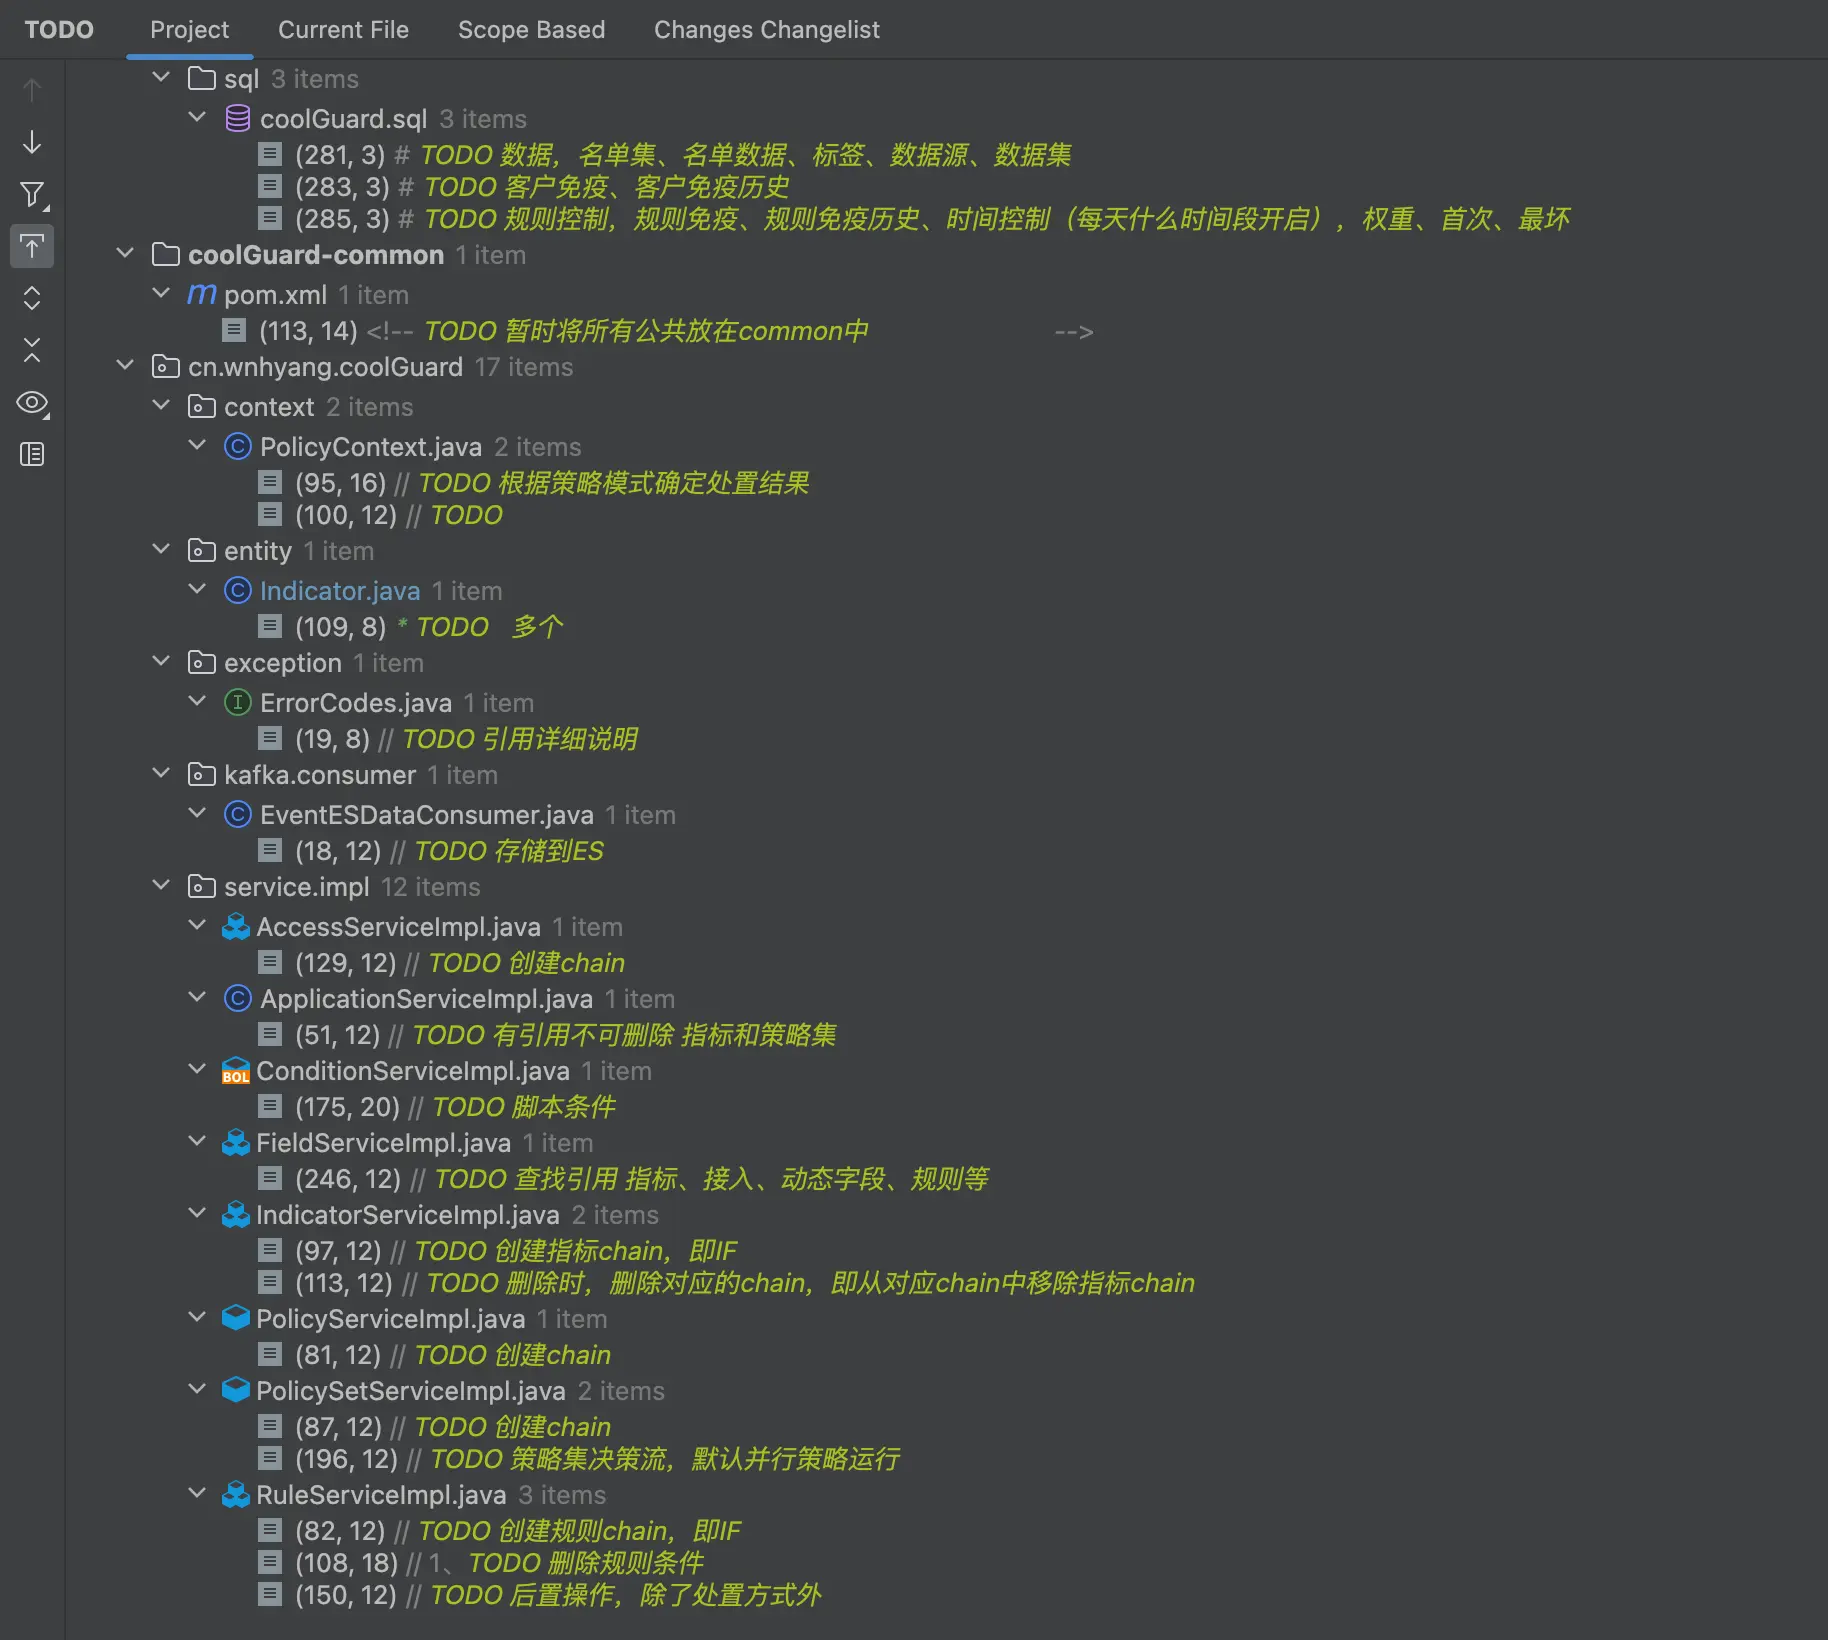 TODO Project Current File Scope Based Changes Changelist
sql 3 items
coolGuard.sql 3 items
(281, 3) # TODO 数据，名单集、名单数据、标签、数据源、数据集
(283, 3) # TODO 客户免疫、客户免疫历史
(285, 3) # TODO 规则控制，规则免疫、规则免疫历史、时间控制（每天什么时间段开启），权重、首次、最坏
coolGuard-common 1 item
m pom.xml 1 item
(113, 14) <!-- TODO 暂时将所有公共放在common中 -->
cn.wnhyang.coolGuard 17 items
context 2 items
C PolicyContext.java 2 items
(95, 16) // TODO 根据策略模式确定处置结果
(100, 12) // TODO
entity 1 item
C Indicator.java 1 item
(109, 8) * TODO 多个
exception 1 item
I ErrorCodes.java 1 item
(19, 8) // TODO 引用详细说明
kafka.consumer 1 item
C EventESDataConsumer.java 1 item
(18, 12) // TODO 存储到ES
service.impl 12 items
AccessServiceImpl.java 1 item
(129, 12) // TODO 创建chain
C ApplicationServiceImpl.java 1 item
(51, 12) // TODO 有引用不可删除 指标和策略集
BOL ConditionServiceImpl.java 1 item
(175, 20) // TODO 脚本条件
FieldServiceImpl.java 1 item
(246, 12) // TODO 查找引用 指标、接入、动态字段、规则等
IndicatorServiceImpl.java 2 items
(97, 12) // TODO 创建指标chain，即IF
(113, 12) // TODO 删除时，删除对应的chain，即从对应chain中移除指标chain
PolicyServiceImpl.java 1 item
(81, 12) // TODO 创建chain
PolicySetServiceImpl.java 2 items
(87, 12) // TODO 创建chain
(196, 12) // TODO 策略集决策流，默认并行策略运行
RuleServiceImpl.java 3 items
(82, 12) // TODO 创建规则chain，即IF
(108, 18) // 1、TODO 删除规则条件
(150, 12) // TODO 后置操作，除了处置方式外